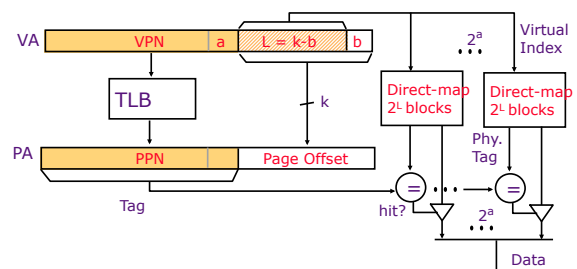 VA
VPN
a
L = k-b
b
2ᵃ
Virtual
Index
TLB
k
Direct-map
2ᴸ blocks
Direct-map
2ᴸ blocks
PA
PPN
Page Offset
Phy.
Tag
=
=
Tag
hit?
2ᵃ
Data